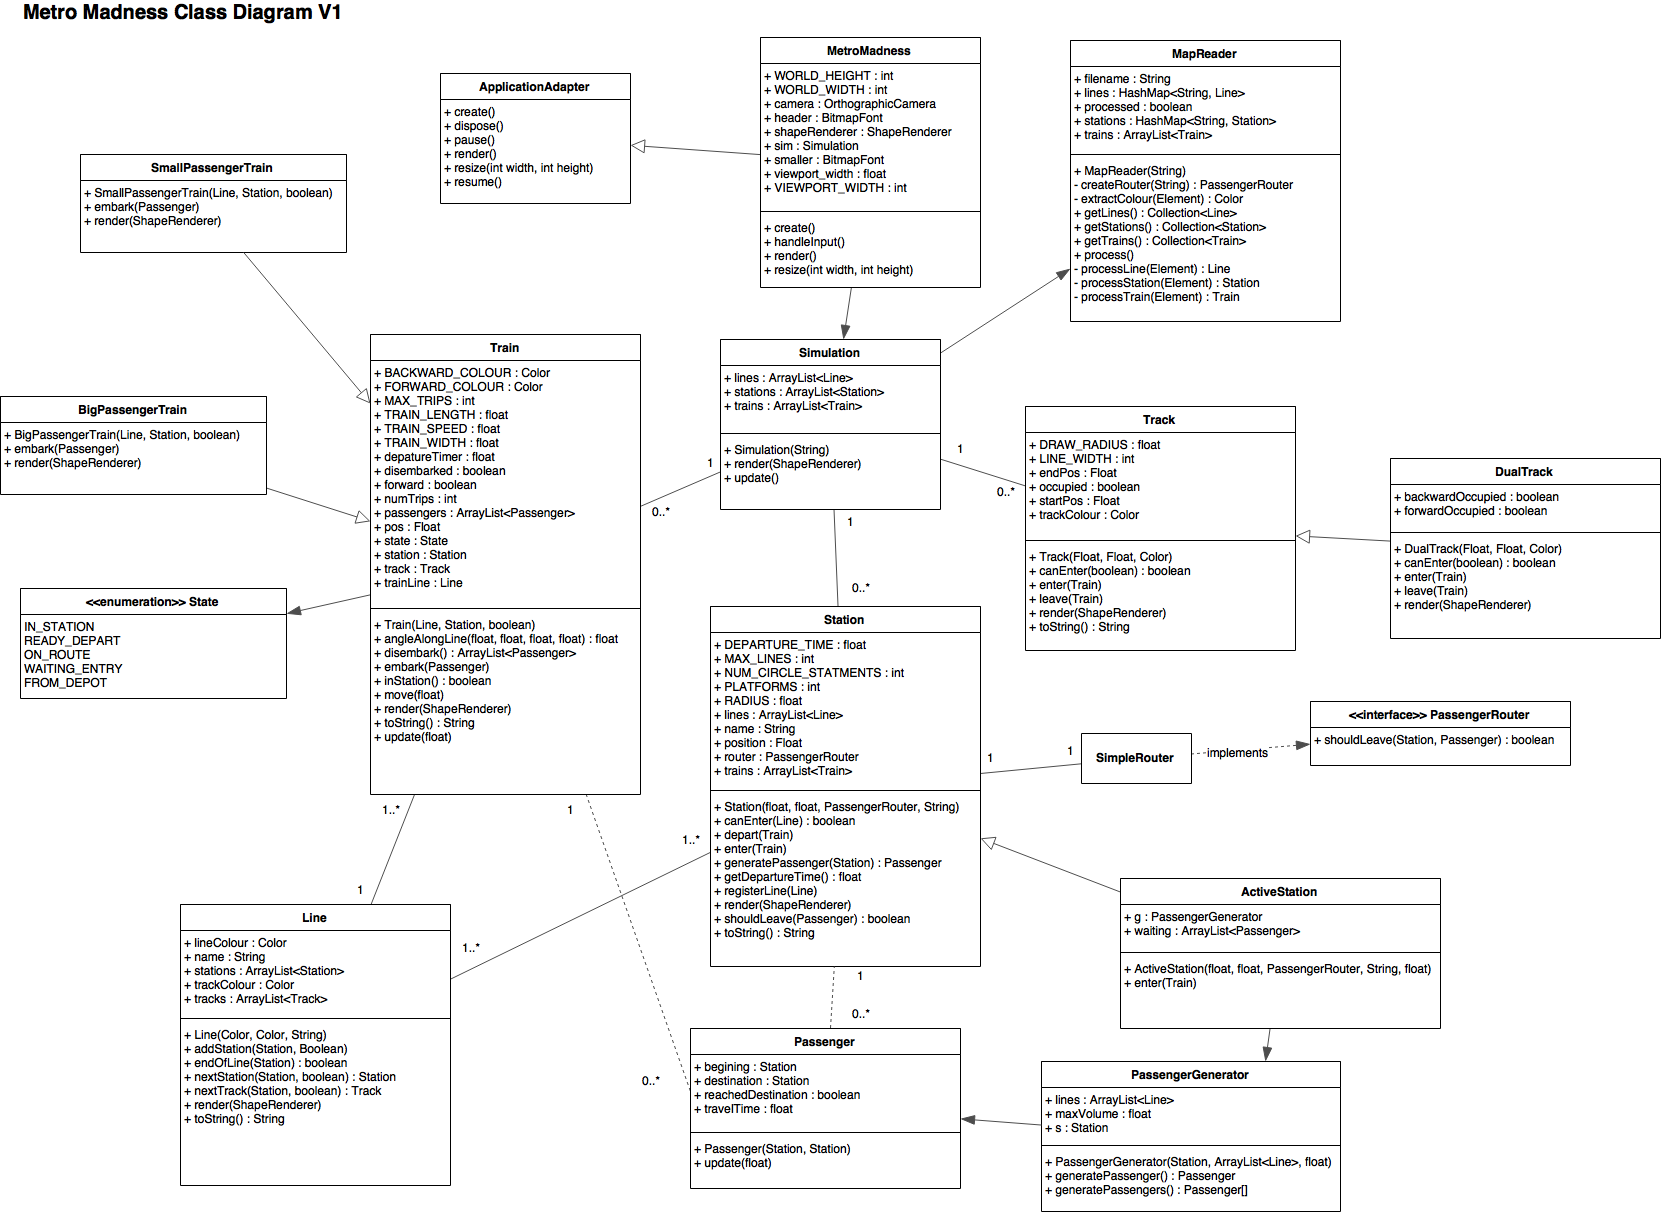 Metro Madness Class Diagram V1
MetroMadness
+ WORLD_HEIGHT : int
+ WORLD_WIDTH : int
+ camera : OrthographicCamera
+ header : BitmapFont
+ shapeRenderer : ShapeRenderer
+ sim : Simulation
+ smaller : BitmapFont
+ viewport_width : float
+ VIEWPORT_WIDTH : int
+ create()
+ handleInput()
+ render()
+ resize(int width, int height)
MapReader
+ filename : String
+ lines : HashMap<String, Line>
+ processed : boolean
+ stations : HashMap<String, Station>
+ trains : ArrayList<Train>
+ MapReader(String)
- createRouter(String) : PassengerRouter
- extractColour(Element) : Color
+ getLines() : Collection<Line>
+ getStations() : Collection<Station>
+ getTrains() : Collection<Train>
+ process()
- processLine(Element) : Line
- processStation(Element) : Station
- processTrain(Element) : Train
ApplicationAdapter
+ create()
+ dispose()
+ pause()
+ render()
+ resize(int width, int height)
+ resume()
SmallPassengerTrain
+ SmallPassengerTrain(Line, Station, boolean)
+ embark(Passenger)
+ render(ShapeRenderer)
Train
+ BACKWARD_COLOUR : Color
+ FORWARD_COLOUR : Color
+ MAX_TRIPS : int
+ TRAIN_LENGTH : float
+ TRAIN_SPEED : float
+ TRAIN_WIDTH : float
+ depatureTimer : float
+ disembarked : boolean
+ forward : boolean
+ numTrips : int
+ passengers : ArrayList<Passenger>
+ pos : Float
+ state : State
+ station : Station
+ track : Track
+ trainLine : Line
+ Train(Line, Station, boolean)
+ angleAlongLine(float, float, float, float) : float
+ disembark() : ArrayList<Passenger>
+ embark(Passenger)
+ inStation() : boolean
+ move(float)
+ render(ShapeRenderer)
+ toString() : String
+ update(float)
Simulation
+ lines : ArrayList<Line>
+ stations : ArrayList<Station>
+ trains : ArrayList<Train>
+ Simulation(String)
+ render(ShapeRenderer)
+ update()
BigPassengerTrain
+ BigPassengerTrain(Line, Station, boolean)
+ embark(Passenger)
+ render(ShapeRenderer)
Track
+ DRAW_RADIUS : float
+ LINE_WIDTH : int
+ endPos : Float
+ occupied : boolean
+ startPos : Float
+ trackColour : Color
+ Track(Float, Float, Color)
+ canEnter(boolean) : boolean
+ enter(Train)
+ leave(Train)
+ render(ShapeRenderer)
+ toString() : String
DualTrack
+ backwardOccupied : boolean
+ forwardOccupied : boolean
+ DualTrack(Float, Float, Color)
+ canEnter(boolean) : boolean
+ enter(Train)
+ leave(Train)
+ render(ShapeRenderer)
1
0..*
1
0..*
1
0..*
<<enumeration>> State
IN_STATION
READY_DEPART
ON_ROUTE
WAITING_ENTRY
FROM_DEPOT
Station
+ DEPARTURE_TIME : float
+ MAX_LINES : int
+ NUM_CIRCLE_STATMENTS : int
+ PLATFORMS : int
+ RADIUS : float
+ lines : ArrayList<Line>
+ name : String
+ position : Float
+ router : PassengerRouter
+ trains : ArrayList<Train>
+ Station(float, float, PassengerRouter, String)
+ canEnter(Line) : boolean
+ depart(Train)
+ enter(Train)
+ generatePassenger(Station) : Passenger
+ getDepartureTime() : float
+ registerLine(Line)
+ render(ShapeRenderer)
+ shouldLeave(Passenger) : boolean
+ toString() : String
1
1
SimpleRouter
implements
<<interface>> PassengerRouter
+ shouldLeave(Station, Passenger) : boolean
1..*
1
1
1..*
1..*
ActiveStation
+ g : PassengerGenerator
+ waiting : ArrayList<Passenger>
+ ActiveStation(float, float, PassengerRouter, String, float)
+ enter(Train)
Line
+ lineColour : Color
+ name : String
+ stations : ArrayList<Station>
+ trackColour : Color
+ tracks : ArrayList<Track>
+ Line(Color, Color, String)
+ addStation(Station, Boolean)
+ endOfLine(Station) : boolean
+ nextStation(Station, boolean) : Station
+ nextTrack(Station, boolean) : Track
+ render(ShapeRenderer)
+ toString() : String
1
0..*
0..*
Passenger
+ begining : Station
+ destination : Station
+ reachedDestination : boolean
+ travelTime : float
+ Passenger(Station, Station)
+ update(float)
PassengerGenerator
+ lines : ArrayList<Line>
+ maxVolume : float
+ s : Station
+ PassengerGenerator(Station, ArrayList<Line>, float)
+ generatePassenger() : Passenger
+ generatePassengers() : Passenger[]